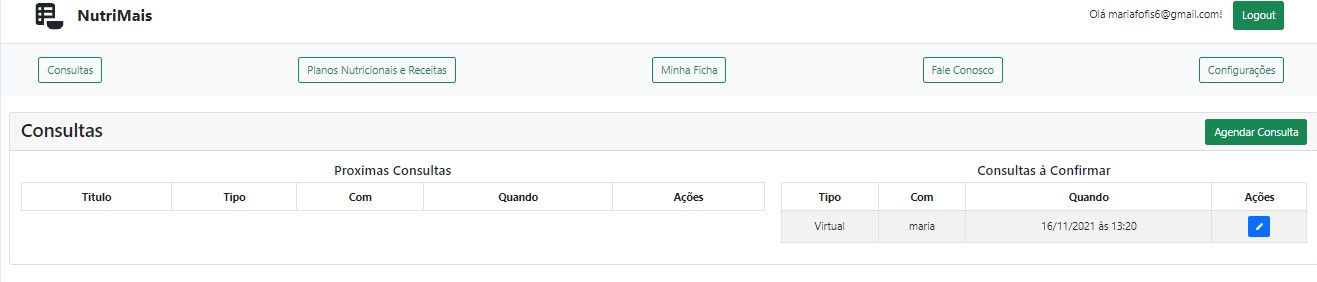 NutriMais
Olá mariafofis6@gmail.com!
Logout
Consultas
Planos Nutricionais e Receitas
Minha Ficha
Fale Conosco
Configurações
Consultas
Agendar Consulta
Proximas Consultas
Titulo Tipo Com Quando Ações
Consultas à Confirmar
Tipo Com Quando Ações
Virtual maria 16/11/2021 às 13:20